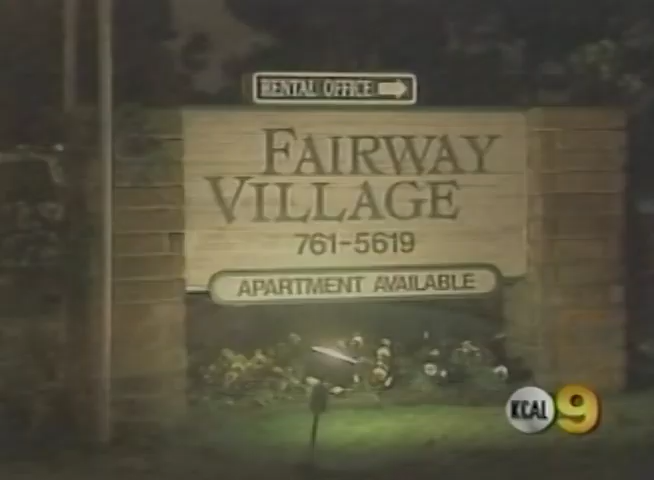 RENTAL OFFICE
FAIRWAY
VILLAGE
761-5619
APARTMENT AVAILABLE
KCAL 9